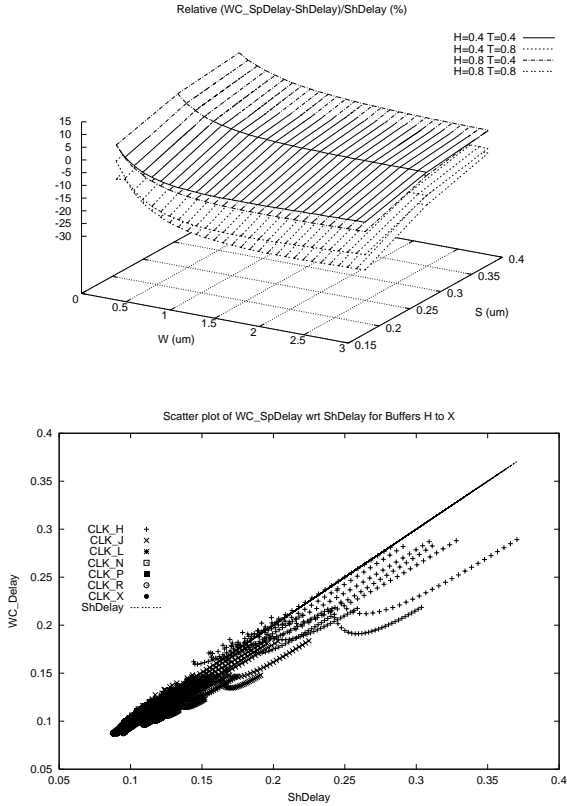 Relative (WC_SpDelay-ShDelay)/ShDelay (%)
H=0.4 T=0.4
H=0.4 T=0.8
H=0.8 T=0.4
H=0.8 T=0.8
15
10
5
0
-5
-10
-15
-20
-25
-30
0
0.5
1
1.5
2
2.5
3
W (um)
0.15
0.2
0.25
0.3
0.35
0.4
S (um)
Scatter plot of WC_SpDelay wrt ShDelay for Buffers H to X
0.4
0.35
0.3
0.25
0.2
0.15
0.1
0.05
WC_Delay
CLK_H
CLK_J
CLK_L
CLK_N
CLK_P
CLK_R
CLK_X
ShDelay
0.05 0.1 0.15 0.2 0.25 0.3 0.35 0.4
ShDelay